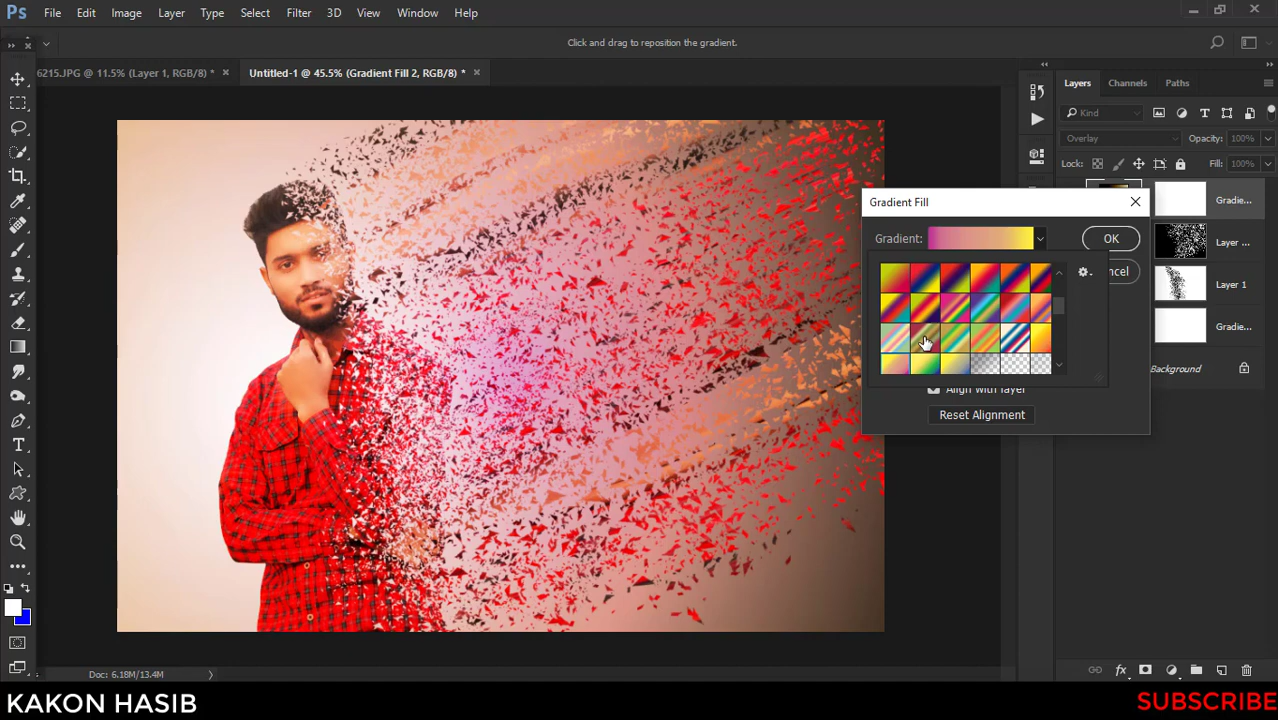 Ps File Edit Image Layer Type Select Filter 3D View Window Help
Click and drag to reposition the gradient.
6215.JPG @ 11.5% (Layer 1, RGB/8) * × Untitled-1 @ 45.5% (Gradient Fill 2, RGB/8) * ×
Layers Channels Paths
Kind
Overlay Opacity: 100%
Lock: Fill: 100%
Gradie...
Layer ...
Layer 1
Gradie...
Background
Gradient Fill
Gradient: OK
ncel
Align with layer
Reset Alignment
Doc: 6.18M/13.4M
KAKON HASIB
SUBSCRIBE